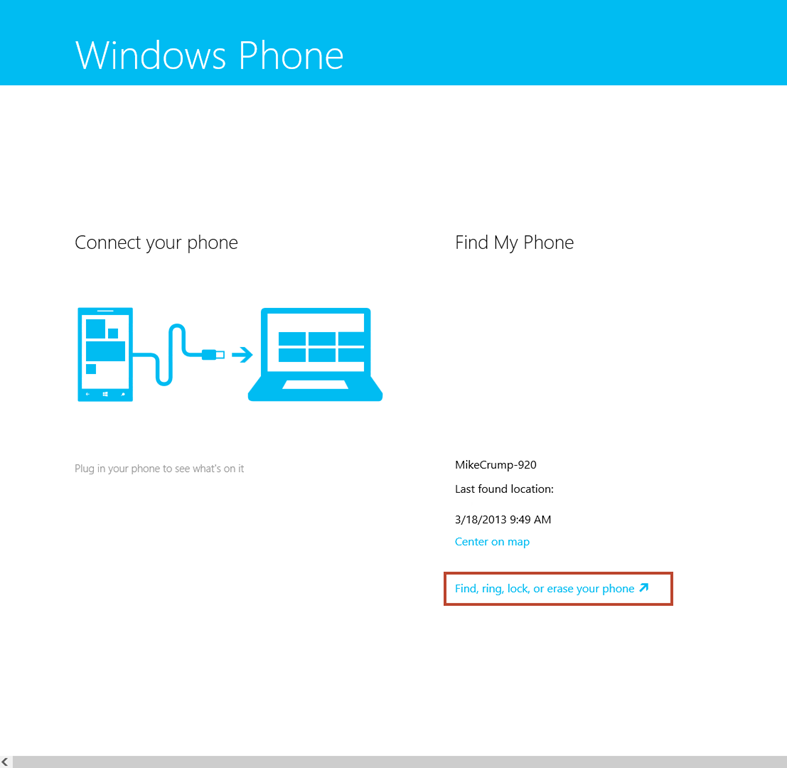 Windows Phone
Connect your phone
Find My Phone
Plug in your phone to see what's on it
MikeCrump-920
Last found location:
3/18/2013 9:49 AM
Center on map
Find, ring, lock, or erase your phone